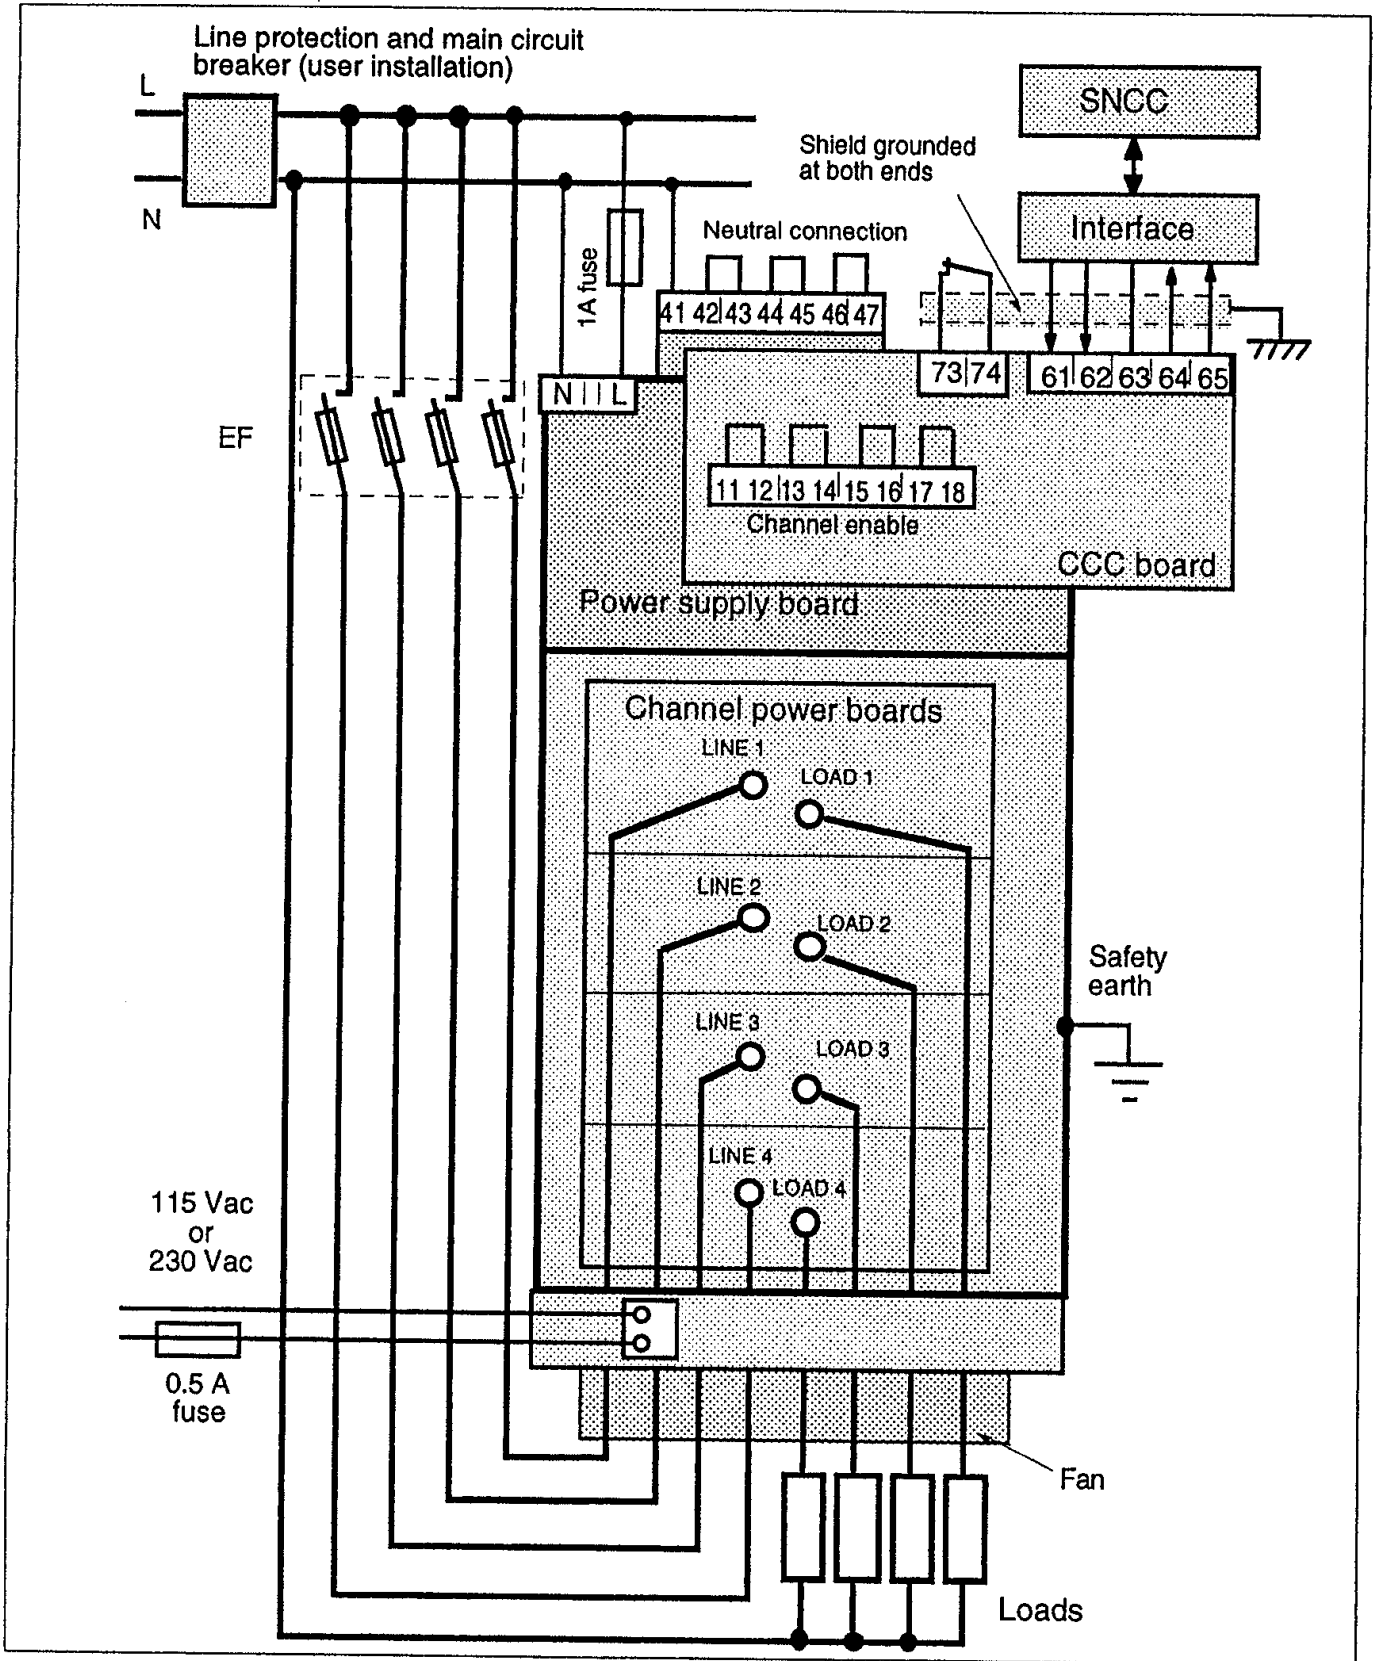 Line protection and main circuit
breaker (user installation)
L
N
SNCC
Shield grounded
at both ends
Interface
Neutral connection
1A fuse
41 42 43 44 45 46 47
73 74
61 62 63 64 65
N L
EF
11 12 13 14 15 16 17 18
Channel enable
CCC board
Power supply board
Channel power boards
LINE 1
LOAD 1
LINE 2
LOAD 2
LINE 3
LOAD 3
LINE 4
LOAD 4
Safety
earth
115 Vac
or
230 Vac
0.5 A
fuse
Fan
Loads